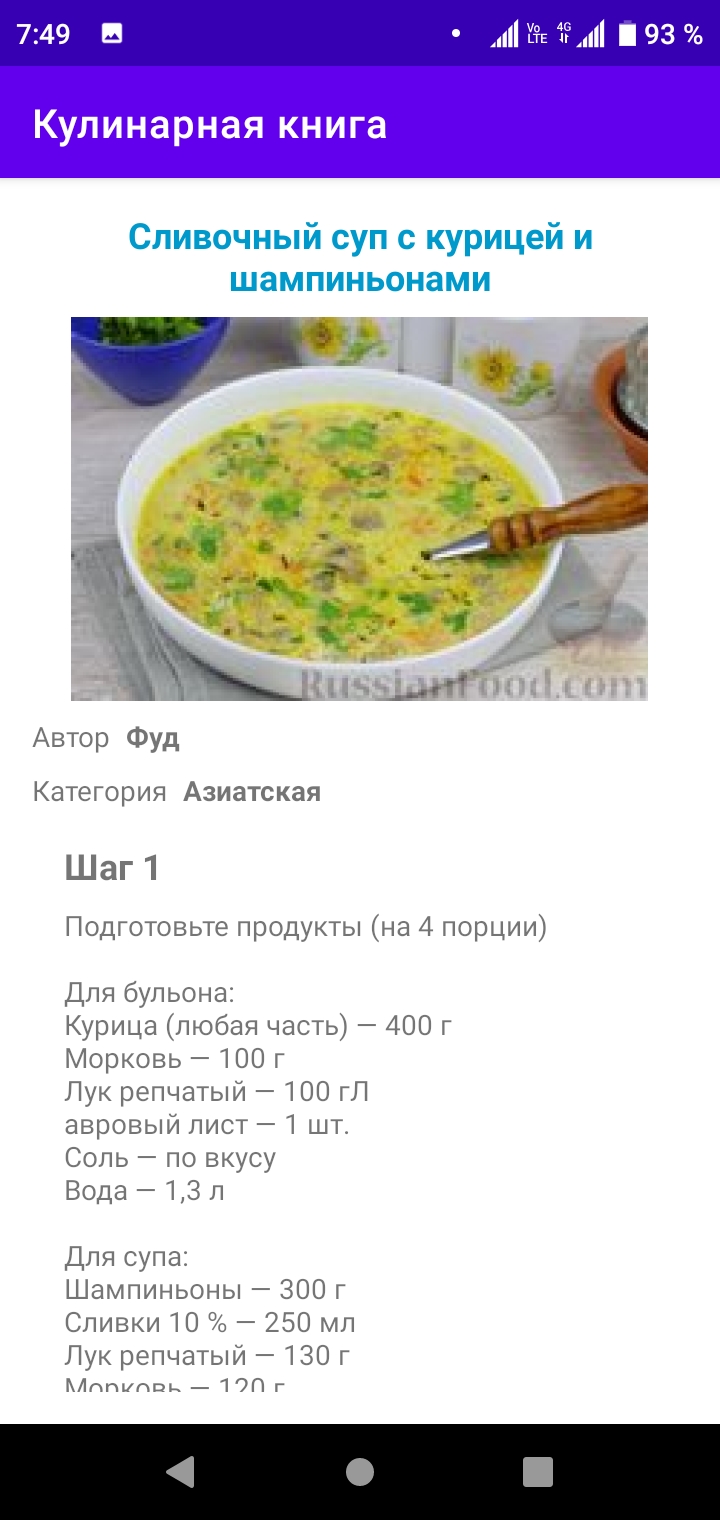 7:49
Vo LTE 4G 93 %
Кулинарная книга
Сливочный суп с курицей и
шампиньонами
RussianFood.com
Автор Фуд
Категория Азиатская
Шаг 1
Подготовьте продукты (на 4 порции)
Для бульона:
Курица (любая часть) — 400 г
Морковь — 100 г
Лук репчатый — 100 гЛ
авровый лист — 1 шт.
Соль — по вкусу
Вода — 1,3 л
Для супа:
Шампиньоны — 300 г
Сливки 10 % — 250 мл
Лук репчатый — 130 г
Морковь — 120 г